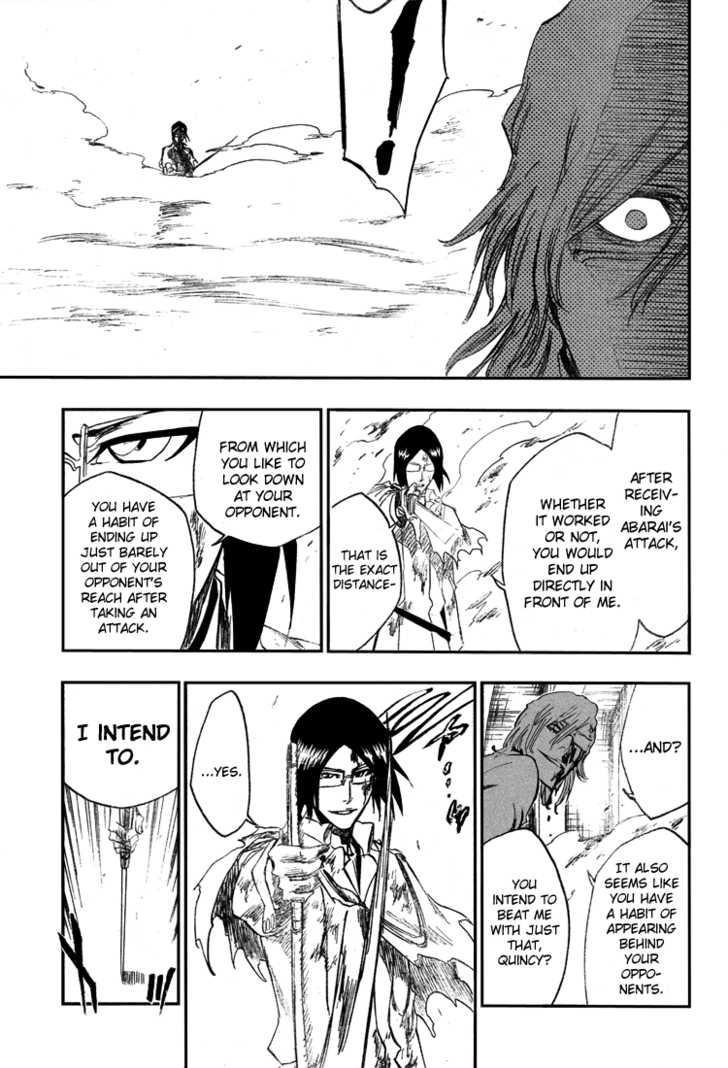 !
AFTER
RECEIV-
ING
ABARAI'S
ATTACK,
WHETHER
IT WORKED
OR NOT,
YOU WOULD
END UP
DIRECTLY IN
FRONT OF ME.
THAT IS
THE EXACT
DISTANCE-
FROM WHICH
YOU LIKE TO
LOOK DOWN
AT YOUR
OPPONENT.
YOU HAVE
A HABIT OF
ENDING UP
JUST BARELY
OUT OF YOUR
OPPONENT'S
REACH AFTER
TAKING AN
ATTACK.
...AND?
IT ALSO
SEEMS LIKE
YOU HAVE
A HABIT OF
APPEARING
BEHIND
YOUR
OPPO-
NENTS.
YOU
INTEND TO
BEAT ME
WITH JUST
THAT,
QUINCY?
...YES.
I INTEND
TO.